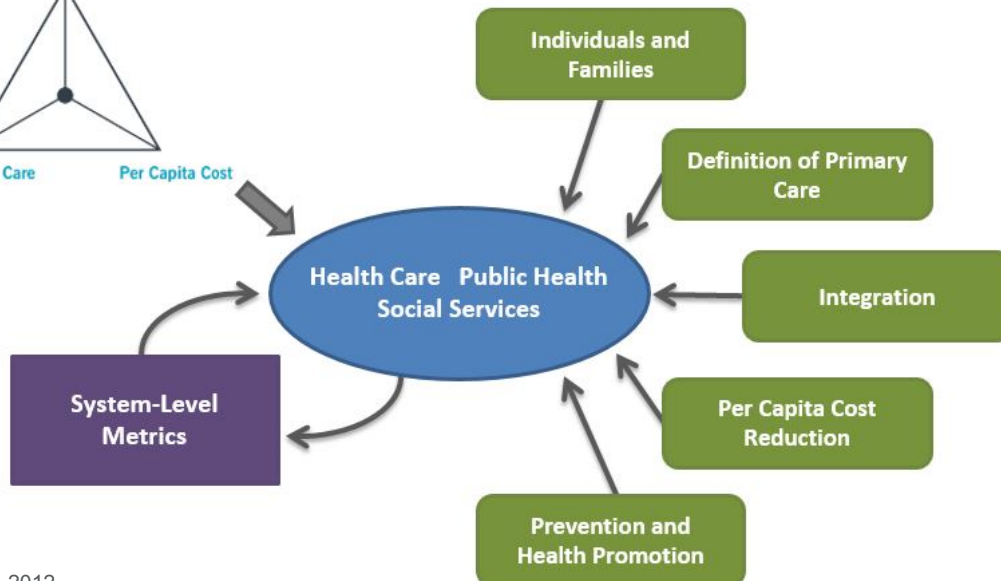 Individuals and
Families
Definition of Primary
Care
Care
Per Capita Cost
Health Care Public Health
Social Services
Integration
System-Level
Metrics
Per Capita Cost
Reduction
Prevention and
Health Promotion
2012